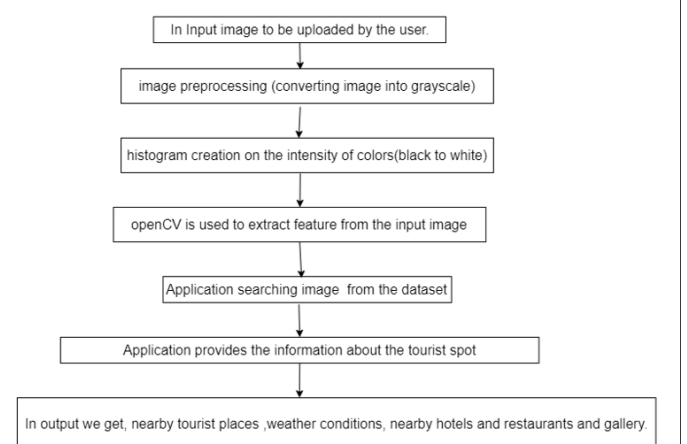 In Input image to be uploaded by the user.
image preprocessing (converting image into grayscale)
histogram creation on the intensity of colors(black to white)
openCV is used to extract feature from the input image
Application searching image from the dataset
Application provides the information about the tourist spot
In output we get, nearby tourist places ,weather conditions, nearby hotels and restaurants and gallery.